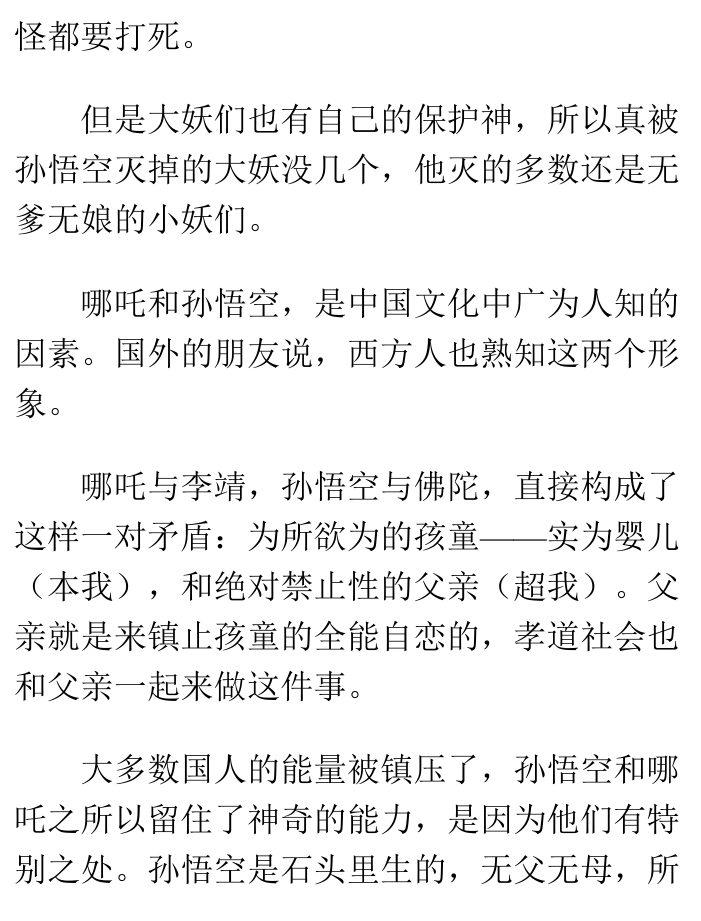 怪都要打死。
但是大妖们也有自己的保护神，所以真被
孙悟空灭掉的大妖没几个，他灭的多数还是无
爹无娘的小妖们。
哪吒和孙悟空，是中国文化中广为人知的
因素。国外的朋友说，西方人也熟知这两个形
象。
哪吒与李靖，孙悟空与佛陀，直接构成了
这样一对矛盾：为所欲为的孩童——实为婴儿
（本我），和绝对禁止性的父亲（超我）。父
亲就是来镇止孩童的全能自恋的，孝道社会也
和父亲一起来做这件事。
大多数国人的能量被镇压了，孙悟空和哪
吒之所以留住了神奇的能力，是因为他们有特
别之处。孙悟空是石头里生的，无父无母，所